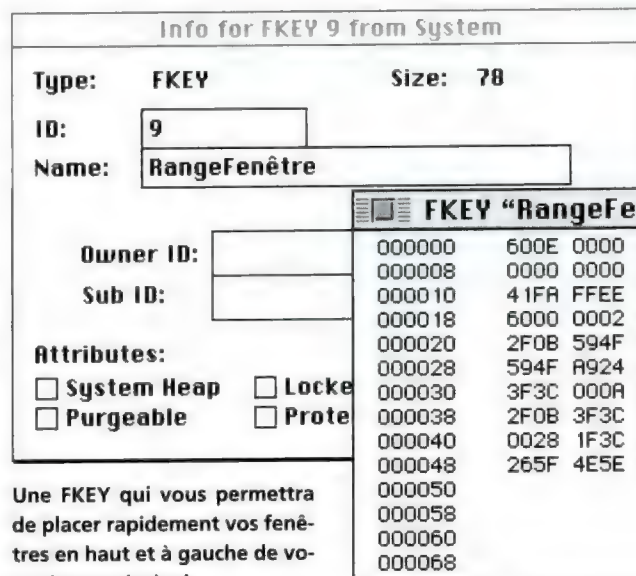 Info for FKEY 9 from System
Type: FKEY Size: 78
ID: 9
Name: RangeFenêtre
Owner ID:
Sub ID:
Attributes:
System Heap Locke
Purgeable Prote
FKEY “RangeFe
000000 600E 0000
000008 0000 0000
000010 41FA FFEE
000018 6000 0002
000020 2F0B 594F
000028 594F A924
000030 3F3C 000A
000038 2F0B 3F3C
000040 0028 1F3C
000048 265F 4E5E
000050
000058
000060
000068
Une FKEY qui vous permettra
de placer rapidement vos fenê-
tres en haut et à gauche de vo-